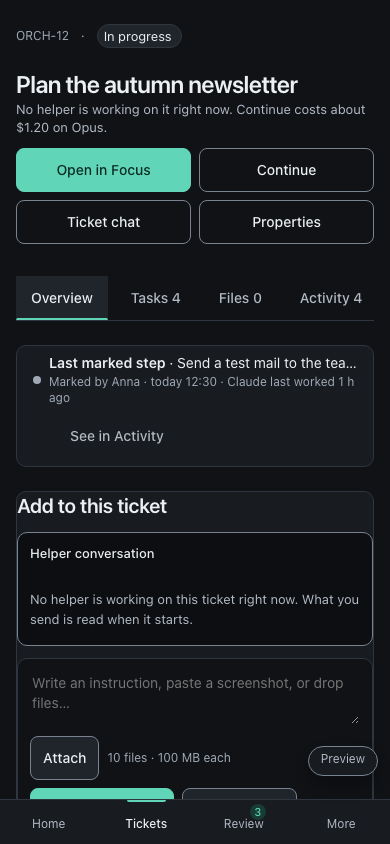 ORCH-12 · In progress
Plan the autumn newsletter
No helper is working on it right now. Continue costs about
$1.20 on Opus.
Open in Focus
Continue
Ticket chat
Properties
Overview
Tasks 4
Files 0
Activity 4
Last marked step · Send a test mail to the tea…
Marked by Anna · today 12:30 · Claude last worked 1 h
ago
See in Activity
Add to this ticket
Helper conversation
No helper is working on this ticket right now. What you
send is read when it starts.
Write an instruction, paste a screenshot, or drop
files...
Attach
10 files · 100 MB each
Preview
3
Home
Tickets
Review
More